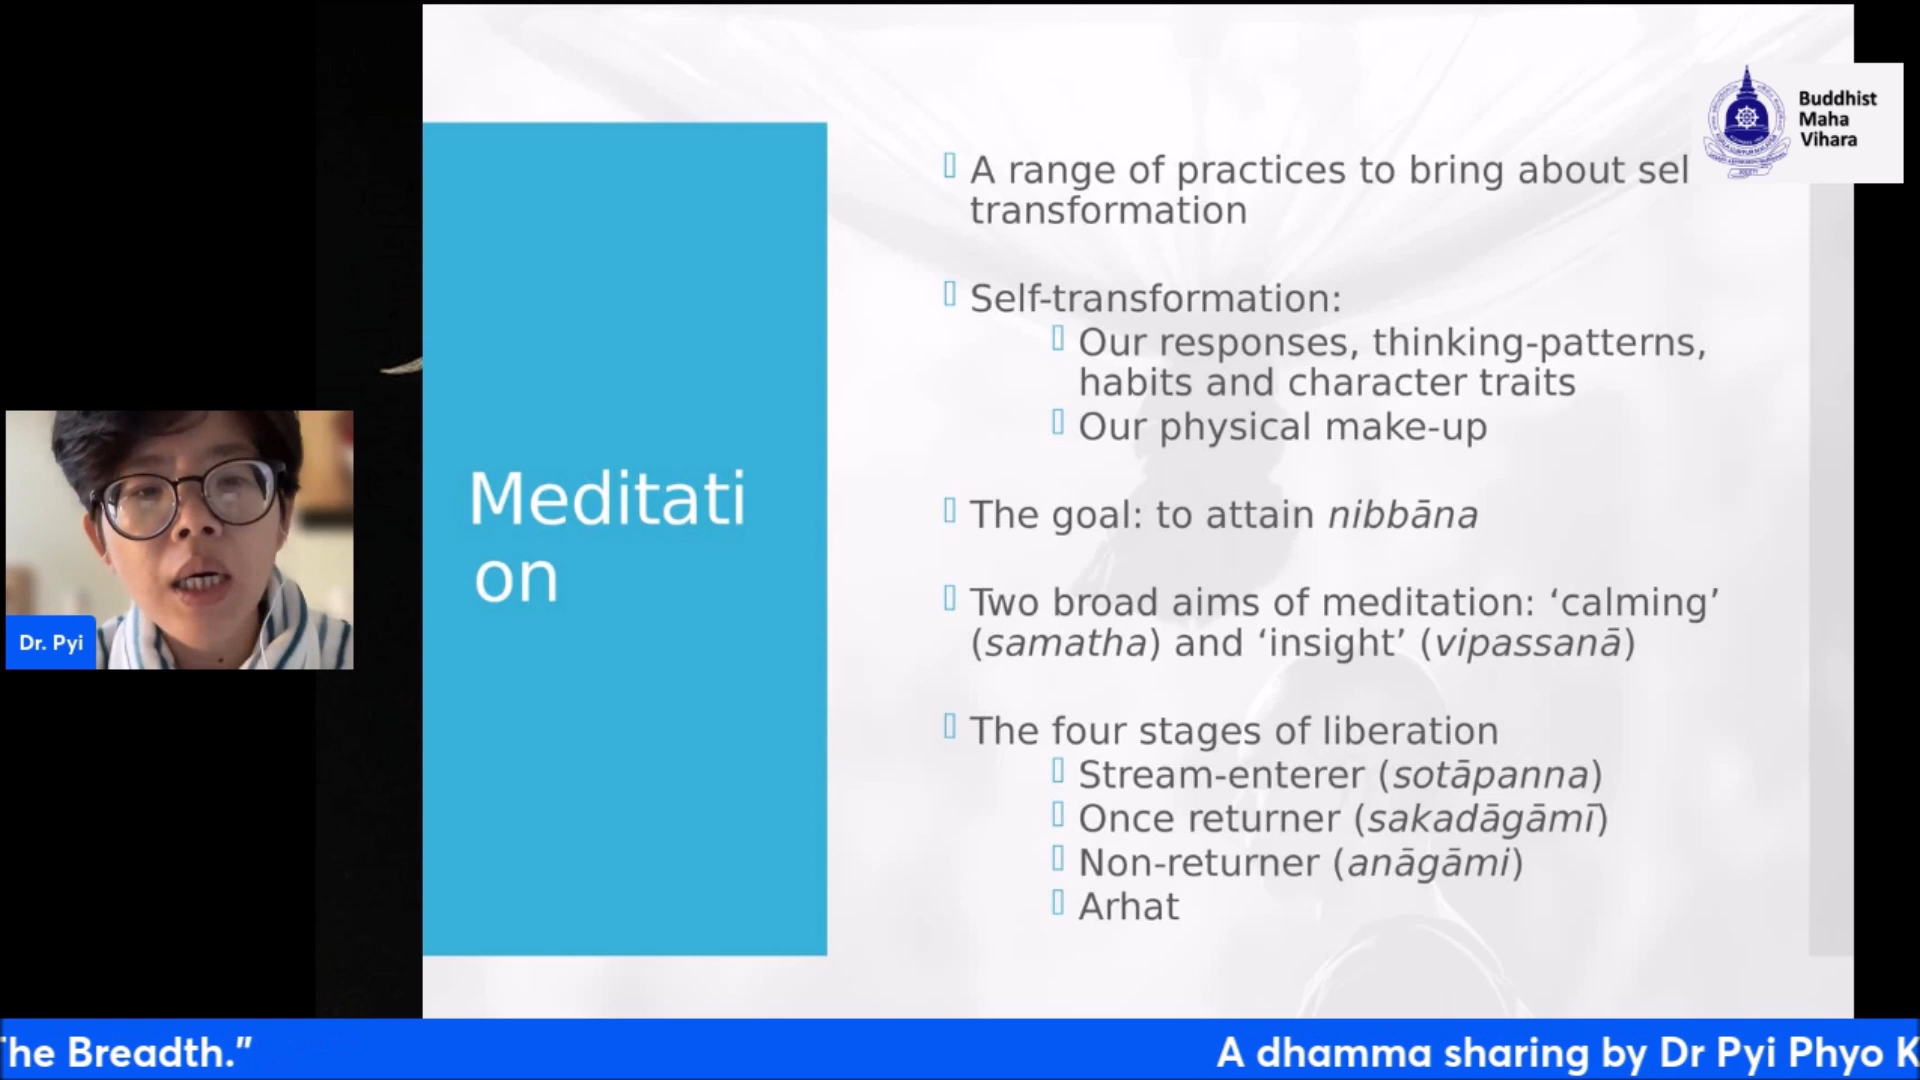 Buddhist
Maha
Vihara
A range of practices to bring about sel
transformation
Self-transformation:
Our responses, thinking-patterns,
habits and character traits
Our physical make-up
The goal: to attain nibbāna
Two broad aims of meditation: ‘calming’
(samatha) and ‘insight’ (vipassanā)
The four stages of liberation
Stream-enterer (sotāpanna)
Once returner (sakadāgāmī)
Non-returner (anāgāmi)
Arhat
Meditati
on
Dr. Pyi
he Breadth.”
A dhamma sharing by Dr Pyi Phyo K